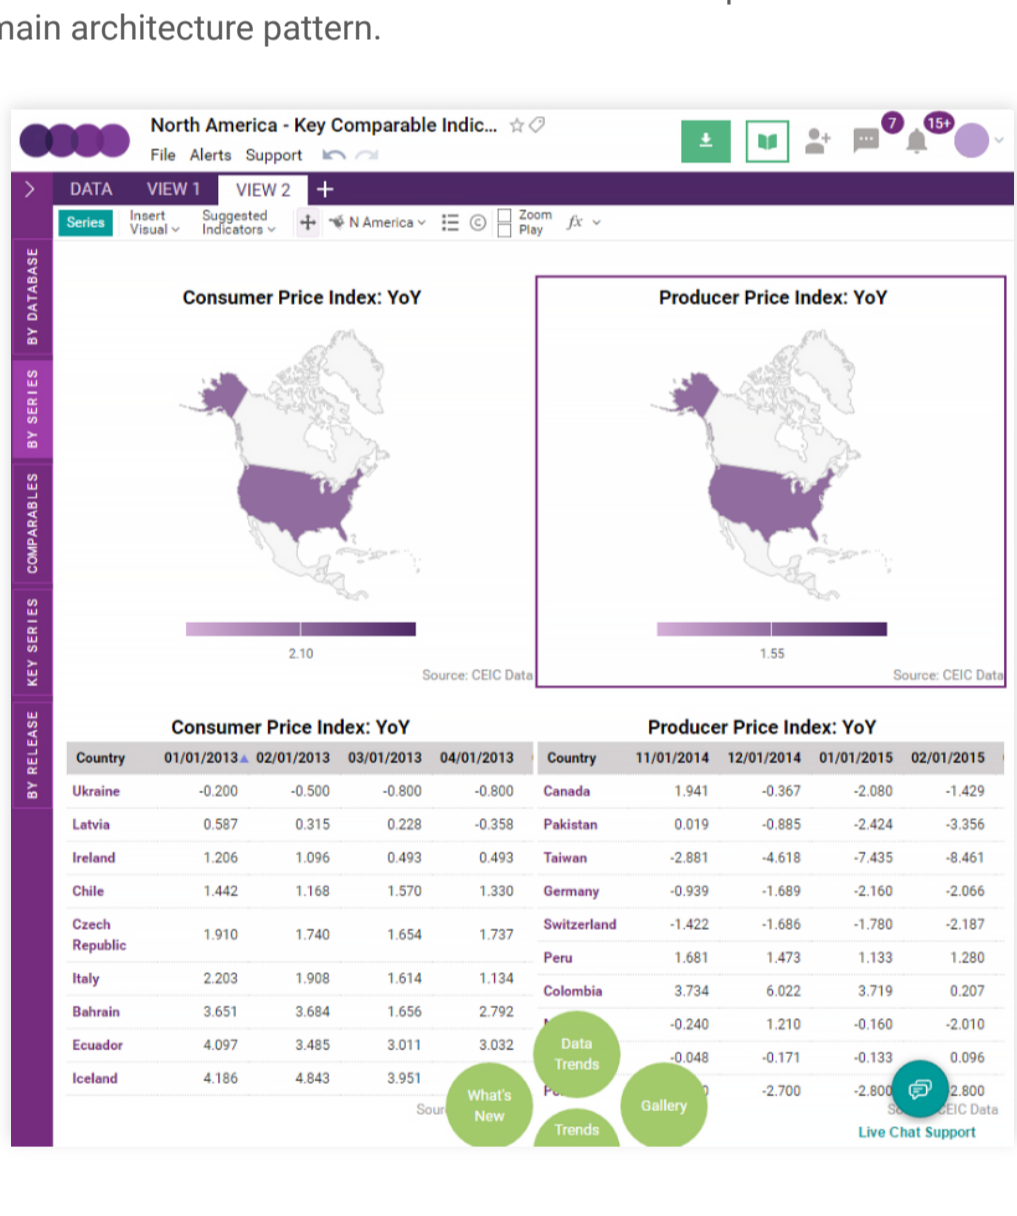 main architecture pattern.
North America - Key Comparable Indic...
7
15+
File Alerts Support
DATA VIEW 1 VIEW 2 +
Series
Insert Visual
Suggested Indicators
N America
Zoom
Play
fx
BY DATABASE
BY SERIES
COMPARABLES
KEY SERIES
BY RELEASE
Consumer Price Index: YoY
2.10
Source: CEIC Data
Producer Price Index: YoY
1.55
Source: CEIC Data
Consumer Price Index: YoY
Country 01/01/2013 02/01/2013 03/01/2013 04/01/2013
Ukraine -0.200 -0.500 -0.800 -0.800
Latvia 0.587 0.315 0.228 -0.358
Ireland 1.206 1.096 0.493 0.493
Chile 1.442 1.168 1.570 1.330
Czech Republic 1.910 1.740 1.654 1.737
Italy 2.203 1.908 1.614 1.134
Bahrain 3.651 3.684 1.656 2.792
Ecuador 4.097 3.485 3.011 3.032
Iceland 4.186 4.843 3.951
Producer Price Index: YoY
Country 11/01/2014 12/01/2014 01/01/2015 02/01/2015
Canada 1.941 -0.367 -2.080 -1.429
Pakistan 0.019 -0.885 -2.424 -3.356
Taiwan -2.881 -4.618 -7.435 -8.461
Germany -0.939 -1.689 -2.160 -2.066
Switzerland -1.422 -1.686 -1.780 -2.187
Peru 1.681 1.473 1.133 1.280
Colombia 3.734 6.022 3.719 0.207
-0.240 1.210 -0.160 -2.010
-0.048 -0.171 -0.133 0.096
-2.700 -2.800 2.800
CEIC Data
Data
Trends
What's
New
Gallery
Trends
Live Chat Support